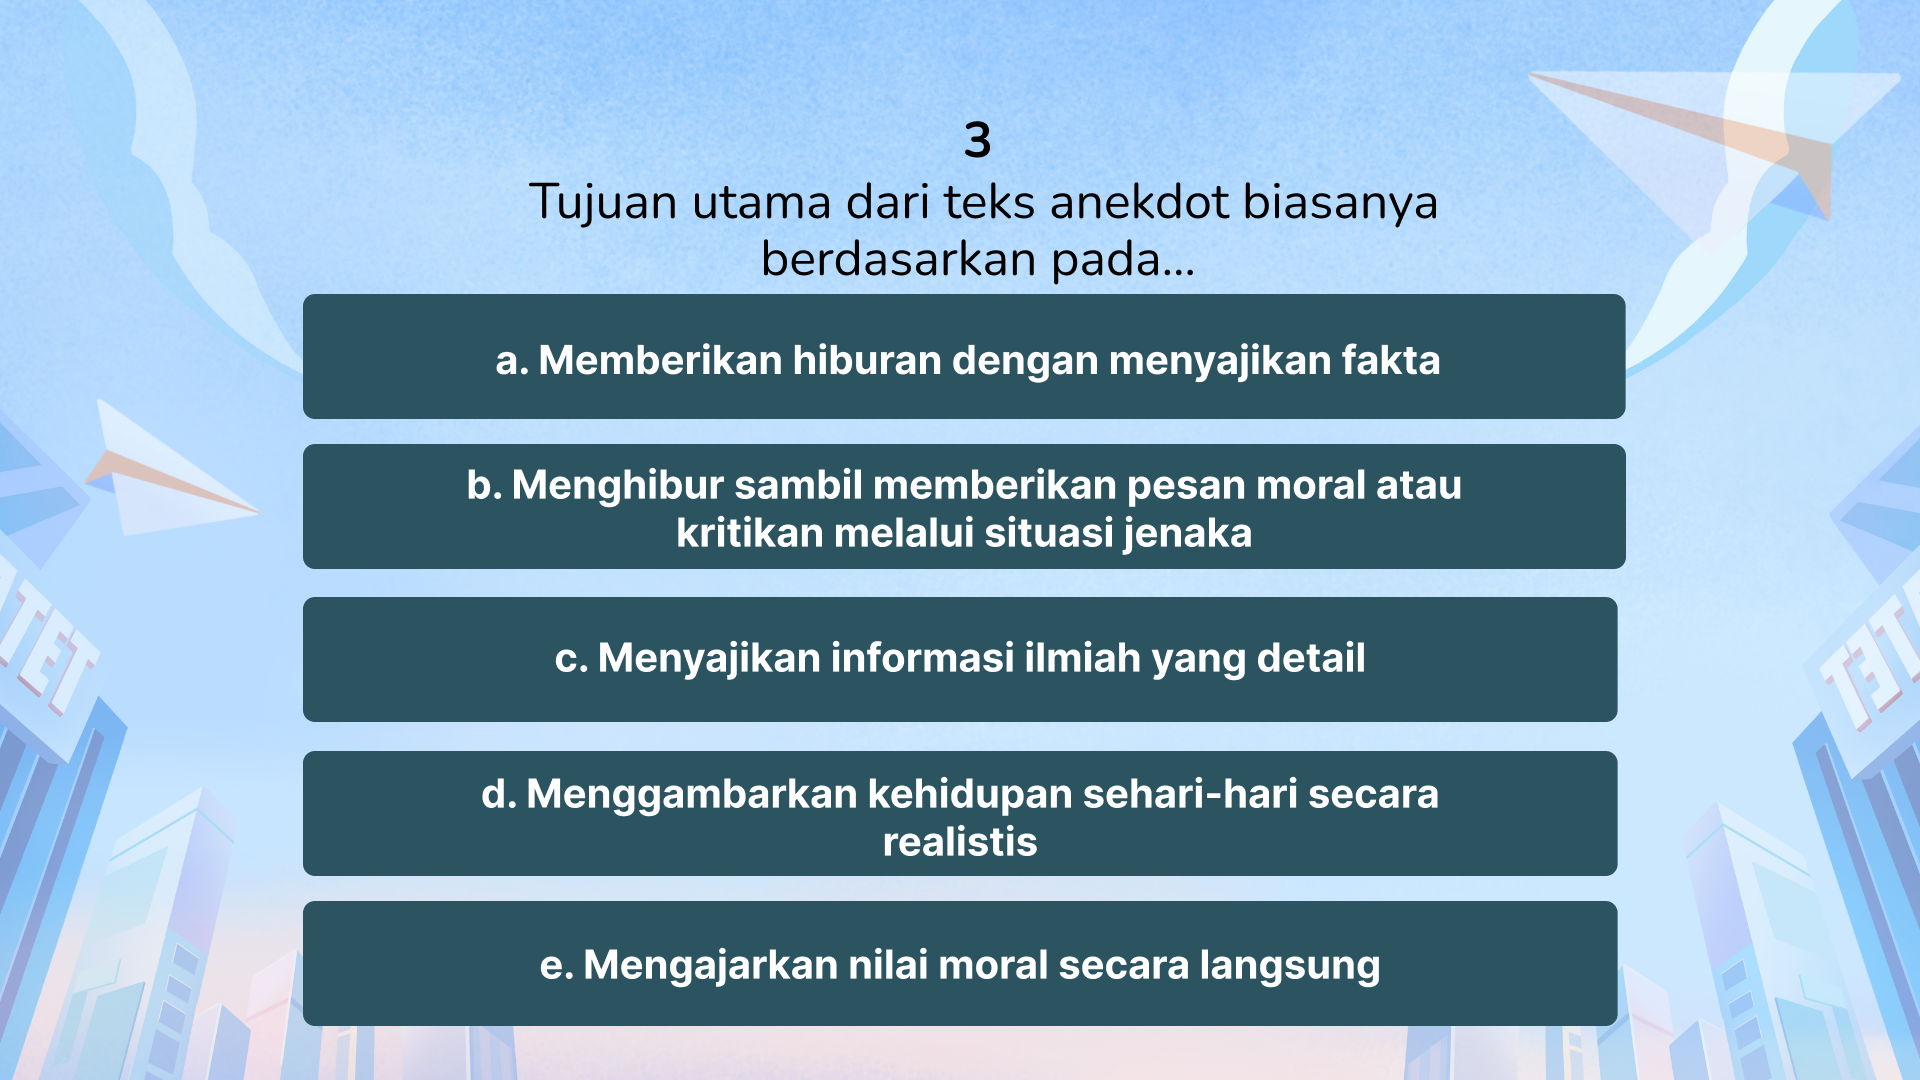 3
Tujuan utama dari teks anekdot biasanya
berdasarkan pada...
a. Memberikan hiburan dengan menyajikan fakta
b. Menghibur sambil memberikan pesan moral atau
kritikan melalui situasi jenaka
c. Menyajikan informasi ilmiah yang detail
d. Menggambarkan kehidupan sehari-hari secara
realistis
e. Mengajarkan nilai moral secara langsung